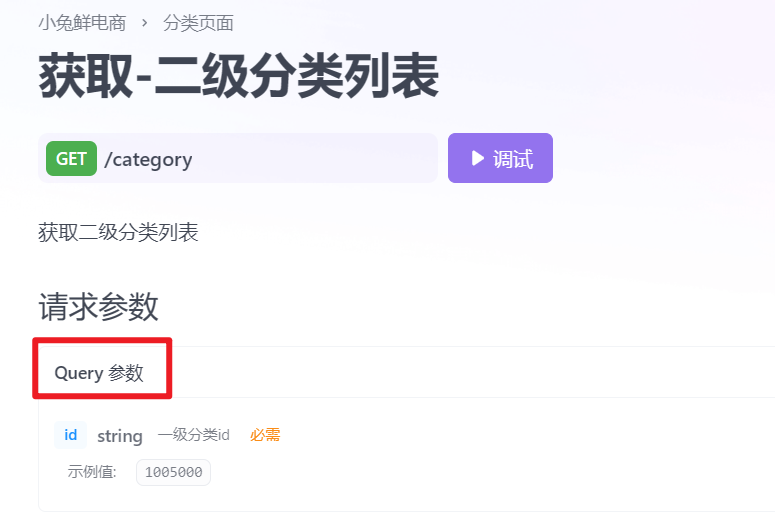 小兔鲜电商 › 分类页面
获取-二级分类列表
GET /category 调试
获取二级分类列表
请求参数
Query 参数
id string 一级分类id 必需
示例值: 1005000